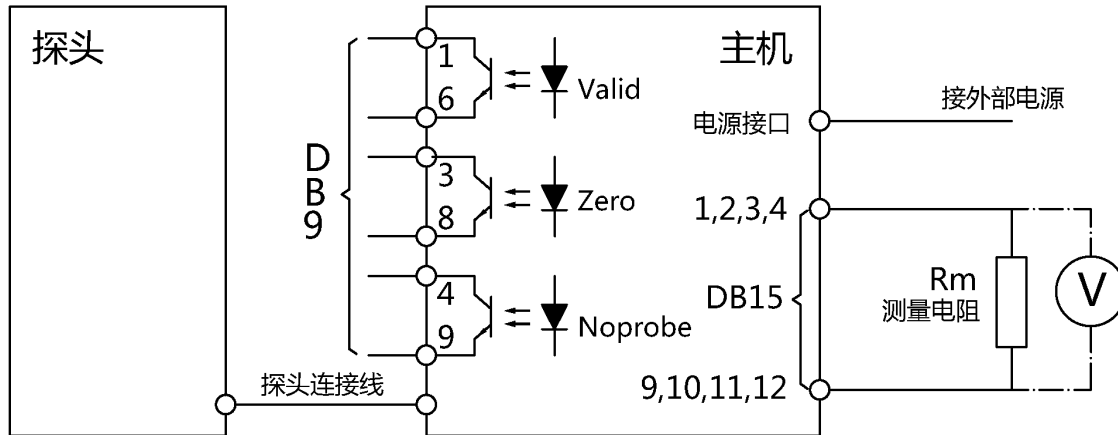 探头
主机
D
B
9
1
6
Valid
3
8
Zero
4
9
Noprobe
探头连接线
电源接口
接外部电源
1,2,3,4
DB15
9,10,11,12
Rm
测量电阻
V